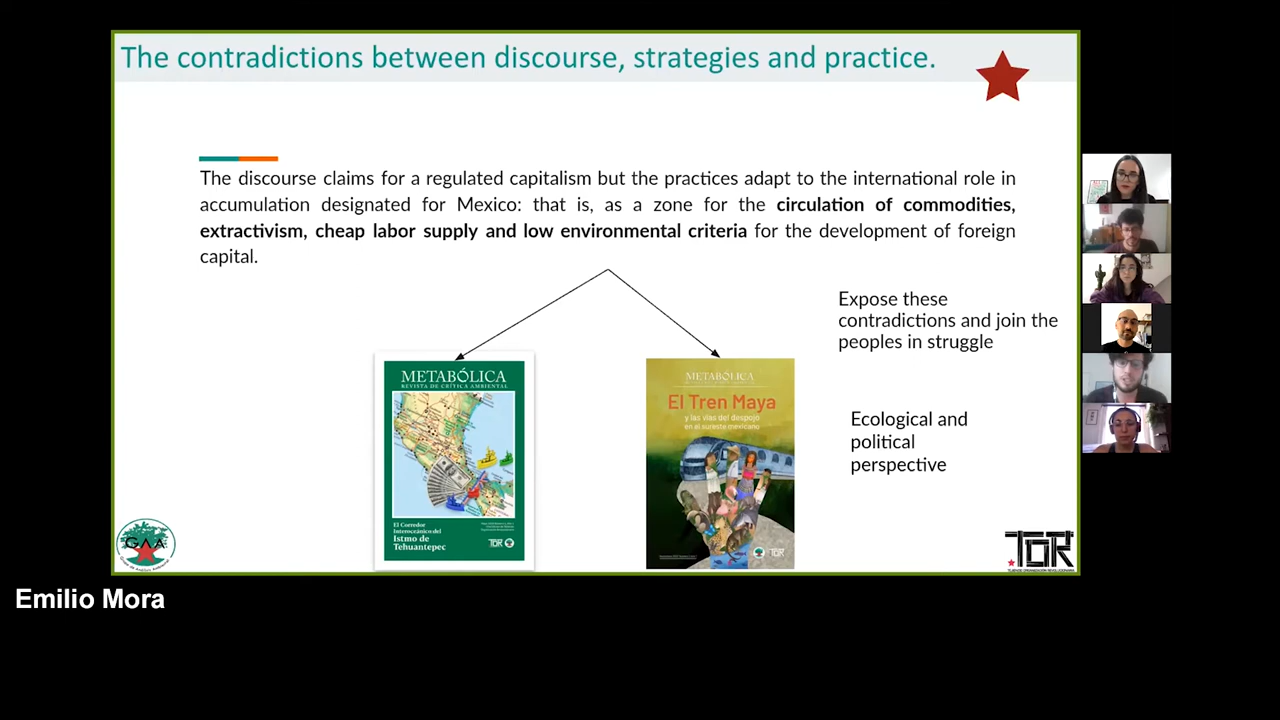 The contradictions between discourse, strategies and practice.
The discourse claims for a regulated capitalism but the practices adapt to the international role in
accumulation designated for Mexico: that is, as a zone for the circulation of commodities,
extractivism, cheap labor supply and low environmental criteria for the development of foreign
capital.
Expose these
contradictions and join the
peoples in struggle
METABÓLICA
REVISTA DE CRÍTICA AMBIENTAL
El Corredor
Interoceánico del
Istmo de
Tehuantepec
TOR
METABÓLICA
El Tren Maya
y las vías del despojo
en el sureste mexicano
TOR
Ecological and
political
perspective
GAA
TOR
Emilio Mora